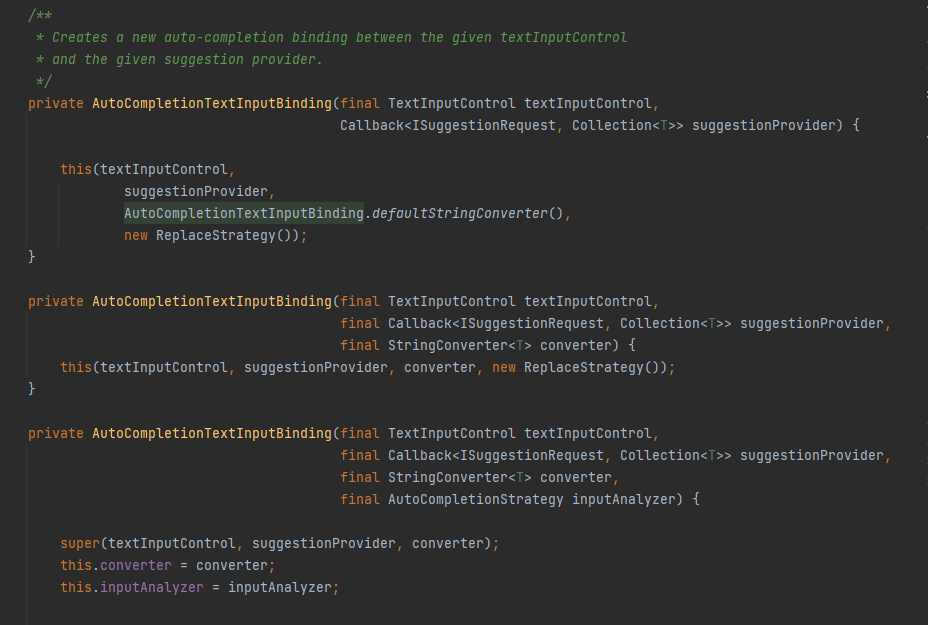 /**
 * Creates a new auto-completion binding between the given textInputControl
 * and the given suggestion provider.
 */
private AutoCompletionTextInputBinding(final TextInputControl textInputControl,
                                       Callback<ISuggestionRequest, Collection<T>> suggestionProvider) {
    this(textInputControl,
            suggestionProvider,
            AutoCompletionTextInputBinding.defaultStringConverter(),
            new ReplaceStrategy());
}
private AutoCompletionTextInputBinding(final TextInputControl textInputControl,
                                       final Callback<ISuggestionRequest, Collection<T>> suggestionProvider,
                                       final StringConverter<T> converter) {
    this(textInputControl, suggestionProvider, converter, new ReplaceStrategy());
}
private AutoCompletionTextInputBinding(final TextInputControl textInputControl,
                                       final Callback<ISuggestionRequest, Collection<T>> suggestionProvider,
                                       final StringConverter<T> converter,
                                       final AutoCompletionStrategy inputAnalyzer) {
    super(textInputControl, suggestionProvider, converter);
    this.converter = converter;
    this.inputAnalyzer = inputAnalyzer;